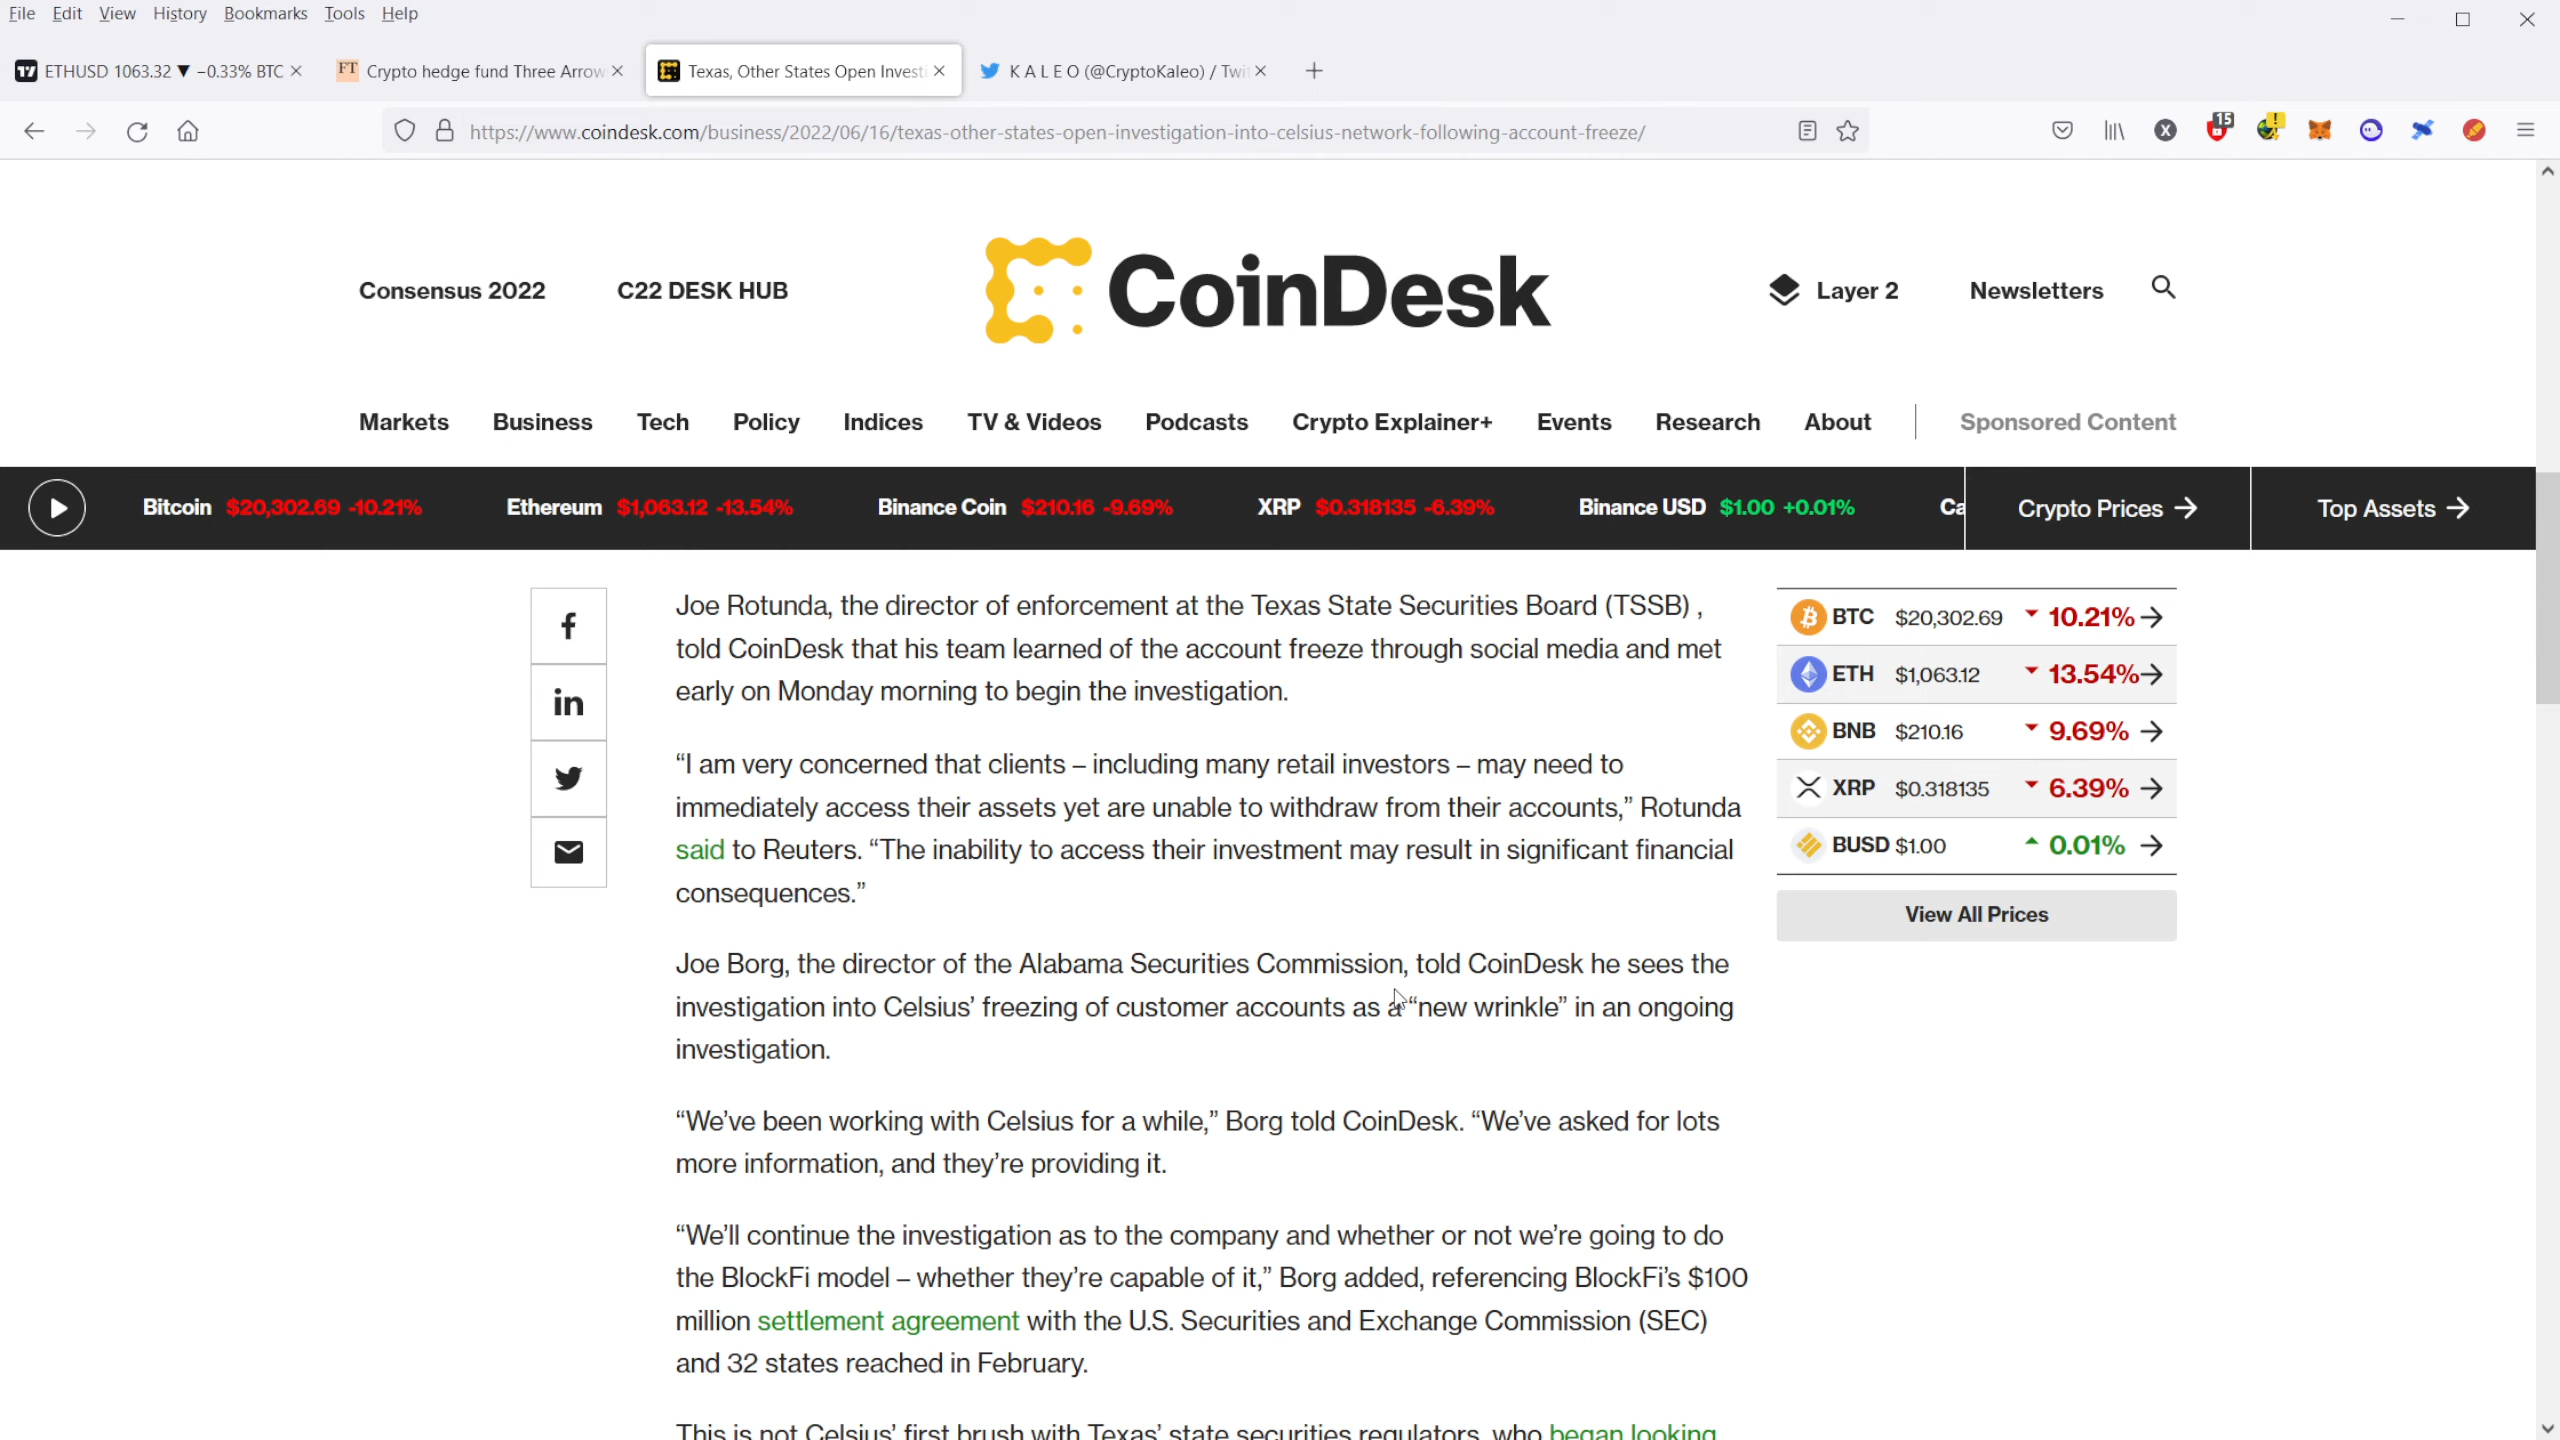 File Edit View History Bookmarks Tools Help
ETHUSD 1063.32 ▼ −0.33% BTC
FT Crypto hedge fund Three Arrow
Texas, Other States Open Investi
K A L E O (@CryptoKaleo) / Twit
https://www.coindesk.com/business/2022/06/16/texas-other-states-open-investigation-into-celsius-network-following-account-freeze/
15
Consensus 2022 C22 DESK HUB CoinDesk Layer 2 Newsletters
Markets Business Tech Policy Indices TV & Videos Podcasts Crypto Explainer+ Events Research About Sponsored Content
Bitcoin $20,302.69 -10.21% Ethereum $1,063.12 -13.54% Binance Coin $210.16 -9.69% XRP $0.318135 -6.39% Binance USD $1.00 +0.01% Ca Crypto Prices → Top Assets →
Joe Rotunda, the director of enforcement at the Texas State Securities Board (TSSB) ,
told CoinDesk that his team learned of the account freeze through social media and met
early on Monday morning to begin the investigation.
“I am very concerned that clients – including many retail investors – may need to
immediately access their assets yet are unable to withdraw from their accounts,” Rotunda
said to Reuters. “The inability to access their investment may result in significant financial
consequences.”
Joe Borg, the director of the Alabama Securities Commission, told CoinDesk he sees the
investigation into Celsius’ freezing of customer accounts as a “new wrinkle” in an ongoing
investigation.
“We’ve been working with Celsius for a while,” Borg told CoinDesk. “We’ve asked for lots
more information, and they’re providing it.
“We’ll continue the investigation as to the company and whether or not we’re going to do
the BlockFi model – whether they’re capable of it,” Borg added, referencing BlockFi’s $100
million settlement agreement with the U.S. Securities and Exchange Commission (SEC)
and 32 states reached in February.
This is not Celsius’ first brush with Texas’ state securities regulators, who began looking
BTC $20,302.69 ▼ 10.21% →
ETH $1,063.12 ▼ 13.54% →
BNB $210.16 ▼ 9.69% →
XRP $0.318135 ▼ 6.39% →
BUSD $1.00 ▲ 0.01% →
View All Prices